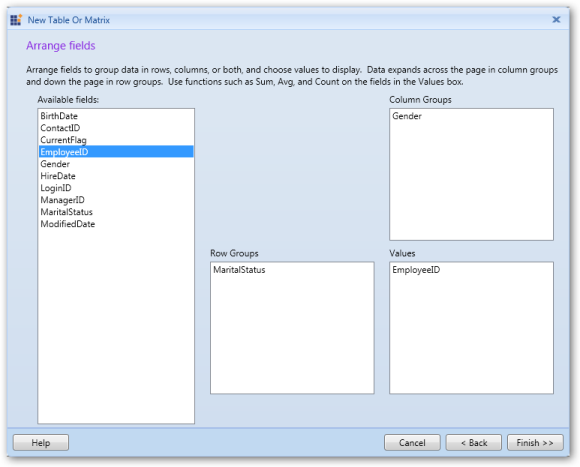 New Table Or Matrix
Arrange fields
Arrange fields to group data in rows, columns, or both, and choose values to display. Data expands across the page in column groups
and down the page in row groups. Use functions such as Sum, Avg, and Count on the fields in the Values box.
Available fields:
BirthDate
ContactID
CurrentFlag
EmployeeID
Gender
HireDate
LoginID
ManagerID
MaritalStatus
ModifiedDate
Column Groups
Gender
Row Groups
MaritalStatus
Values
EmployeeID
Help
Cancel
< Back
Finish >>